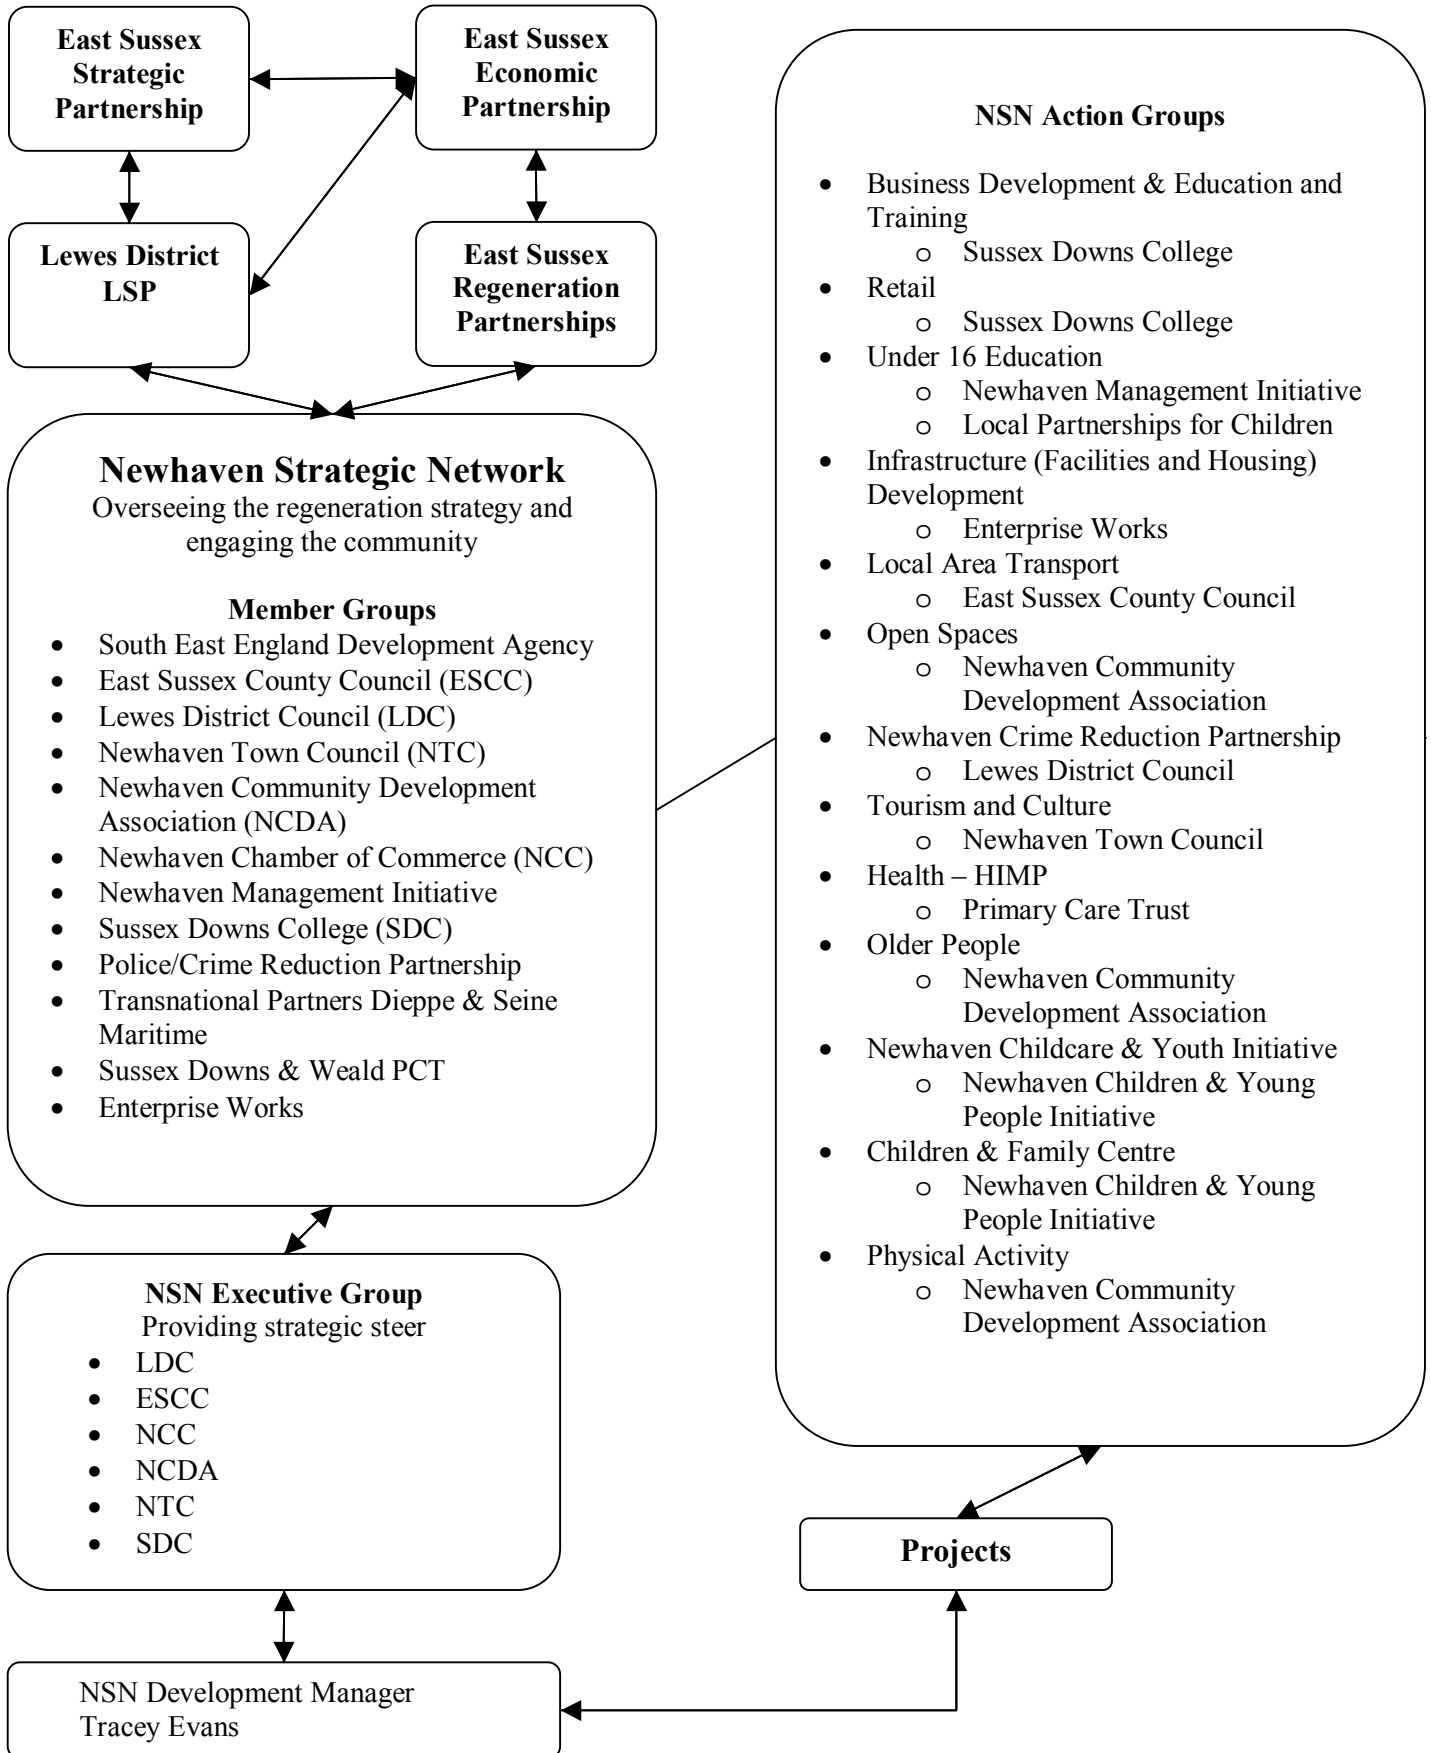 East Sussex
Strategic
Partnership
East Sussex
Economic
Partnership
Lewes District
LSP
East Sussex
Regeneration
Partnerships
Newhaven Strategic Network
Overseeing the regeneration strategy and
engaging the community
Member Groups
• South East England Development Agency
• East Sussex County Council (ESCC)
• Lewes District Council (LDC)
• Newhaven Town Council (NTC)
• Newhaven Community Development
Association (NCDA)
• Newhaven Chamber of Commerce (NCC)
• Newhaven Management Initiative
• Sussex Downs College (SDC)
• Police/Crime Reduction Partnership
• Transnational Partners Dieppe & Seine
Maritime
• Sussex Downs & Weald PCT
• Enterprise Works
NSN Executive Group
Providing strategic steer
• LDC
• ESCC
• NCC
• NCDA
• NTC
• SDC
NSN Development Manager
Tracey Evans
NSN Action Groups
• Business Development & Education and
Training
o Sussex Downs College
• Retail
o Sussex Downs College
• Under 16 Education
o Newhaven Management Initiative
o Local Partnerships for Children
• Infrastructure (Facilities and Housing)
Development
o Enterprise Works
• Local Area Transport
o East Sussex County Council
• Open Spaces
o Newhaven Community
Development Association
• Newhaven Crime Reduction Partnership
o Lewes District Council
• Tourism and Culture
o Newhaven Town Council
• Health – HIMP
o Primary Care Trust
• Older People
o Newhaven Community
Development Association
• Newhaven Childcare & Youth Initiative
o Newhaven Children & Young
People Initiative
• Children & Family Centre
o Newhaven Children & Young
People Initiative
• Physical Activity
o Newhaven Community
Development Association
Projects